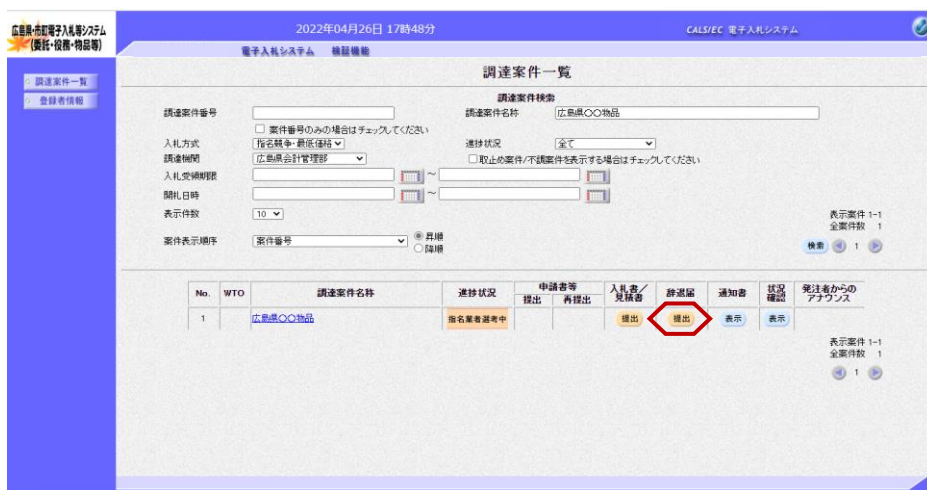 広島県・市町電子入札等システム
(委託・役務・物品等)
2022年04月26日 17時48分
CALS/EC 電子入札システム
電子入札システム 検証機能
調達案件一覧
登録者情報
調達案件一覧
調達案件検索
調達案件番号
調達案件名称 広島県〇〇物品
案件番号のみの場合はチェックしてください
入札方式 指名競争・最低価格
進捗状況 全て
調達機関 広島県会計管理部
取止め案件/不調案件を表示する場合はチェックしてください
入札受領期限 ~
開札日時 ~
表示件数 10
表示案件 1-1
全案件数 1
案件表示順序 案件番号 昇順
降順
検索 1
No. WTO 調達案件名称 進捗状況 申請書等 入札書/見積書 辞退届 通知書 状況確認 発注者からのアナウンス
提出 再提出
1 広島県〇〇物品 指名業者選考中 提出 提出 表示 表示
表示案件 1-1
全案件数 1
1